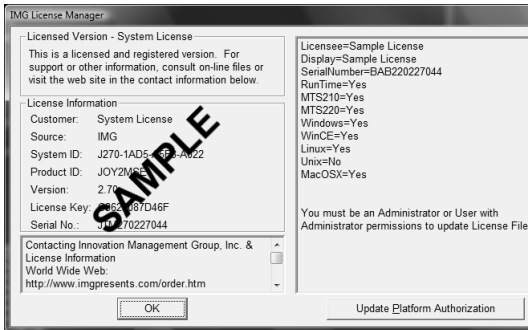 IMG License Manager
Licensed Version - System License
This is a licensed and registered version. For
support or other information, consult on-line files or
visit the web site in the contact information below.
License Information
Customer: System License
Source: IMG
System ID: J270-1AD5-
Product ID:
Version: 2.70
License Key:
Serial No.:
SAMPLE
Contacting Innovation Management Group, Inc. &
License Information
World Wide Web:
http://www.imgpresents.com/order.htm
OK
Licensee=Sample License
Display=Sample License
SerialNumber=BAB220227044
RunTime=Yes
MTS210=Yes
MTS220=Yes
Windows=Yes
WinCE=Yes
Linux=Yes
Unix=No
MacOSX=Yes
You must be an Administrator or User with
Administrator permissions to update License File
Update Platform Authorization